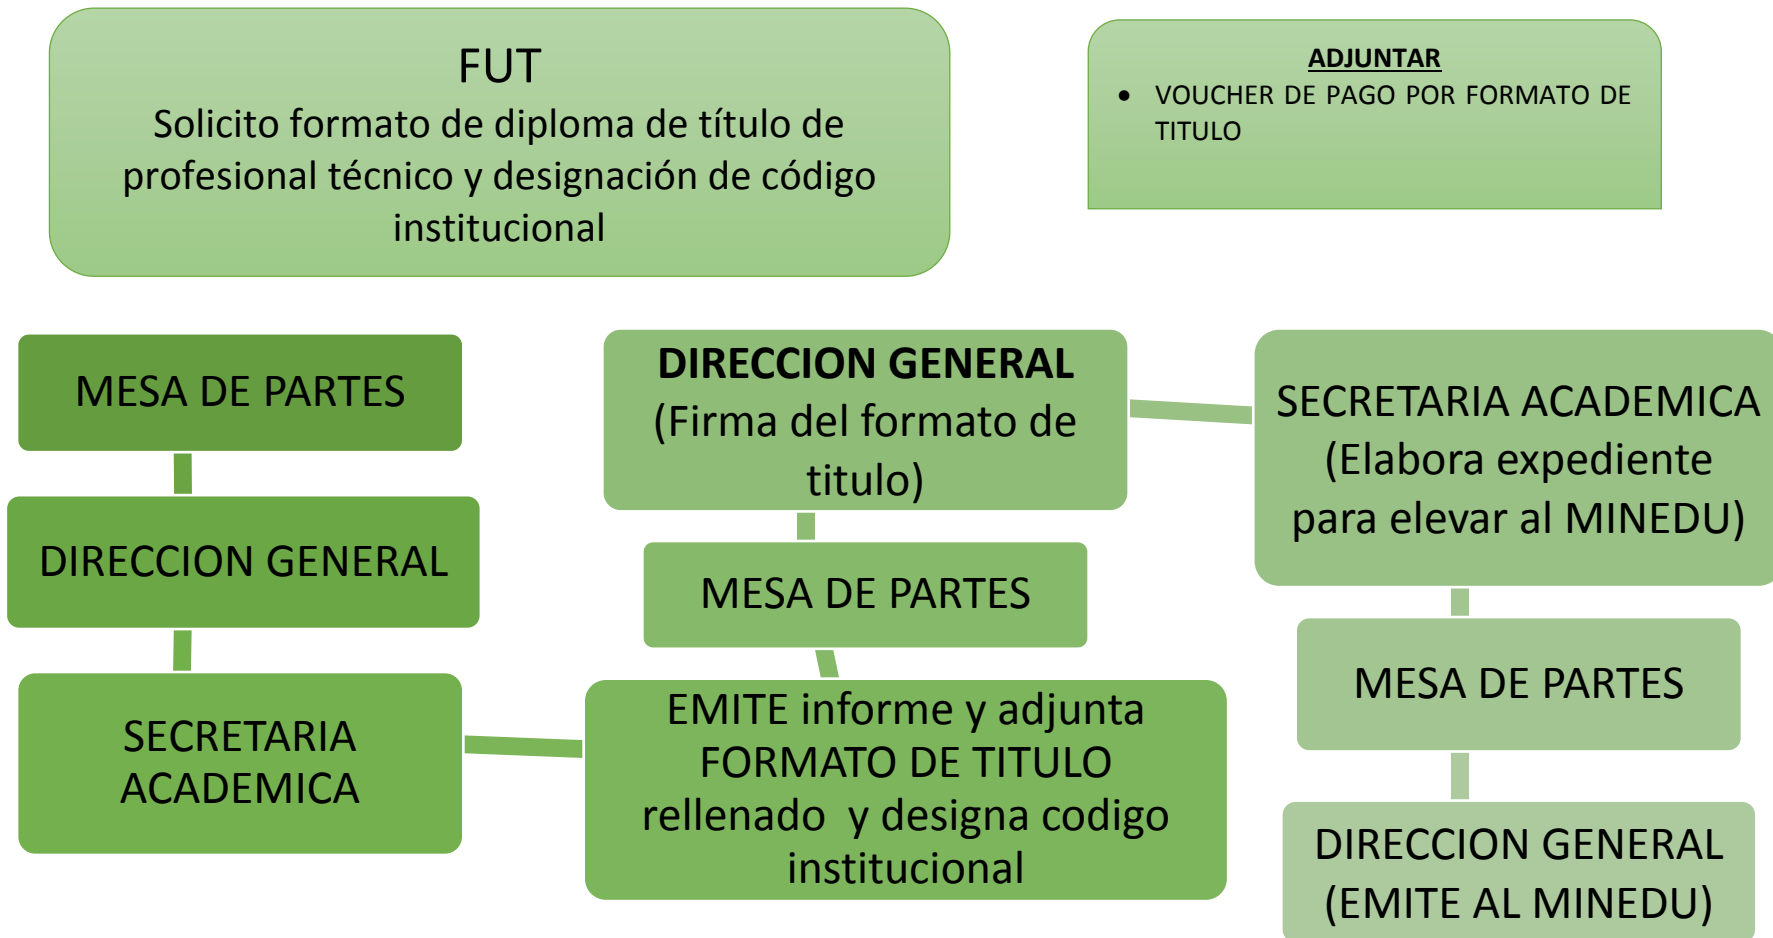 FUT
Solicito formato de diploma de título de
profesional técnico y designación de código
institucional
ADJUNTAR
• VOUCHER DE PAGO POR FORMATO DE
TITULO
MESA DE PARTES
DIRECCION GENERAL
SECRETARIA
ACADEMICA
EMITE informe y adjunta
FORMATO DE TITULO
rellenado  y designa codigo
institucional
MESA DE PARTES
DIRECCION GENERAL
(Firma del formato de
titulo)
SECRETARIA ACADEMICA
(Elabora expediente
para elevar al MINEDU)
MESA DE PARTES
DIRECCION GENERAL
(EMITE AL MINEDU)